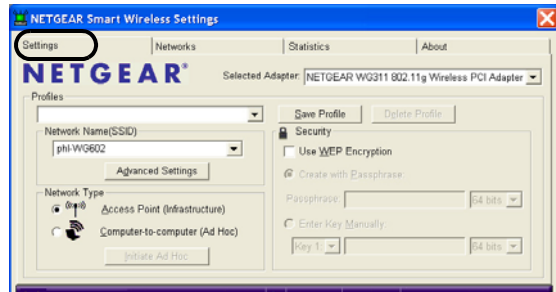 NETGEAR Smart Wireless Settings
Settings Networks Statistics About
NETGEAR® Selected Adapter: NETGEAR WG311 802.11g Wireless PCI Adapter
Profiles
Save Profile Delete Profile
Network Name(SSID) Security
phl-WG602 Use WEP Encryption
Advanced Settings Create with Passphrase
Passphrase: 64 bits
Network Type
Access Point (Infrastructure) Enter Key Manually:
Computer-to-computer (Ad Hoc) Key 1: 64 bits
Initiate Ad Hoc